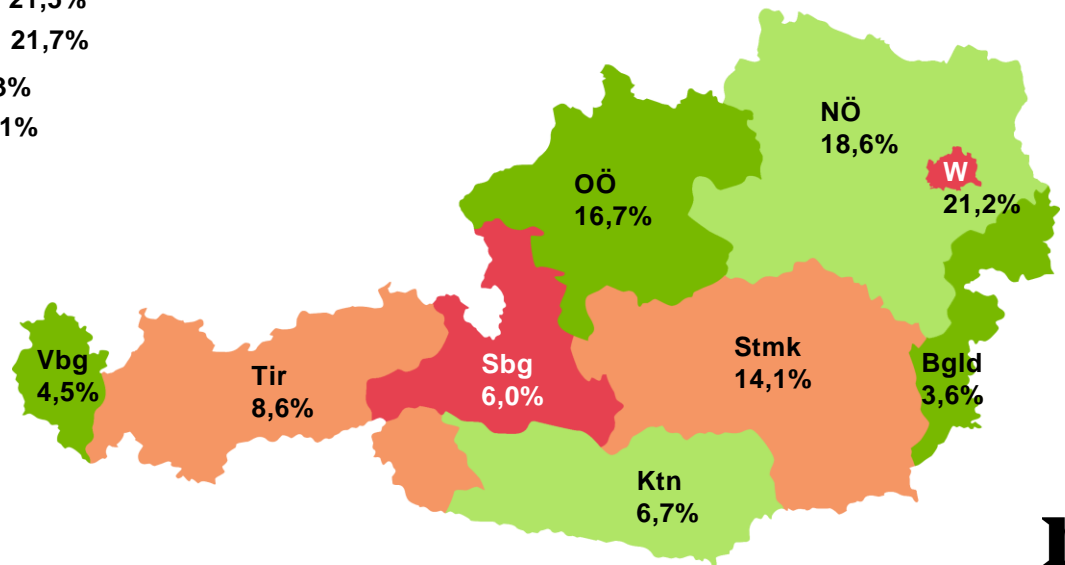 21,7%
NÖ
18,6%
W
21,2%
OÖ
16,7%
Stmk
14,1%
Sbg
6,0%
Vbg
4,5%
Tir
8,6%
Bgld
3,6%
Ktn
6,7%